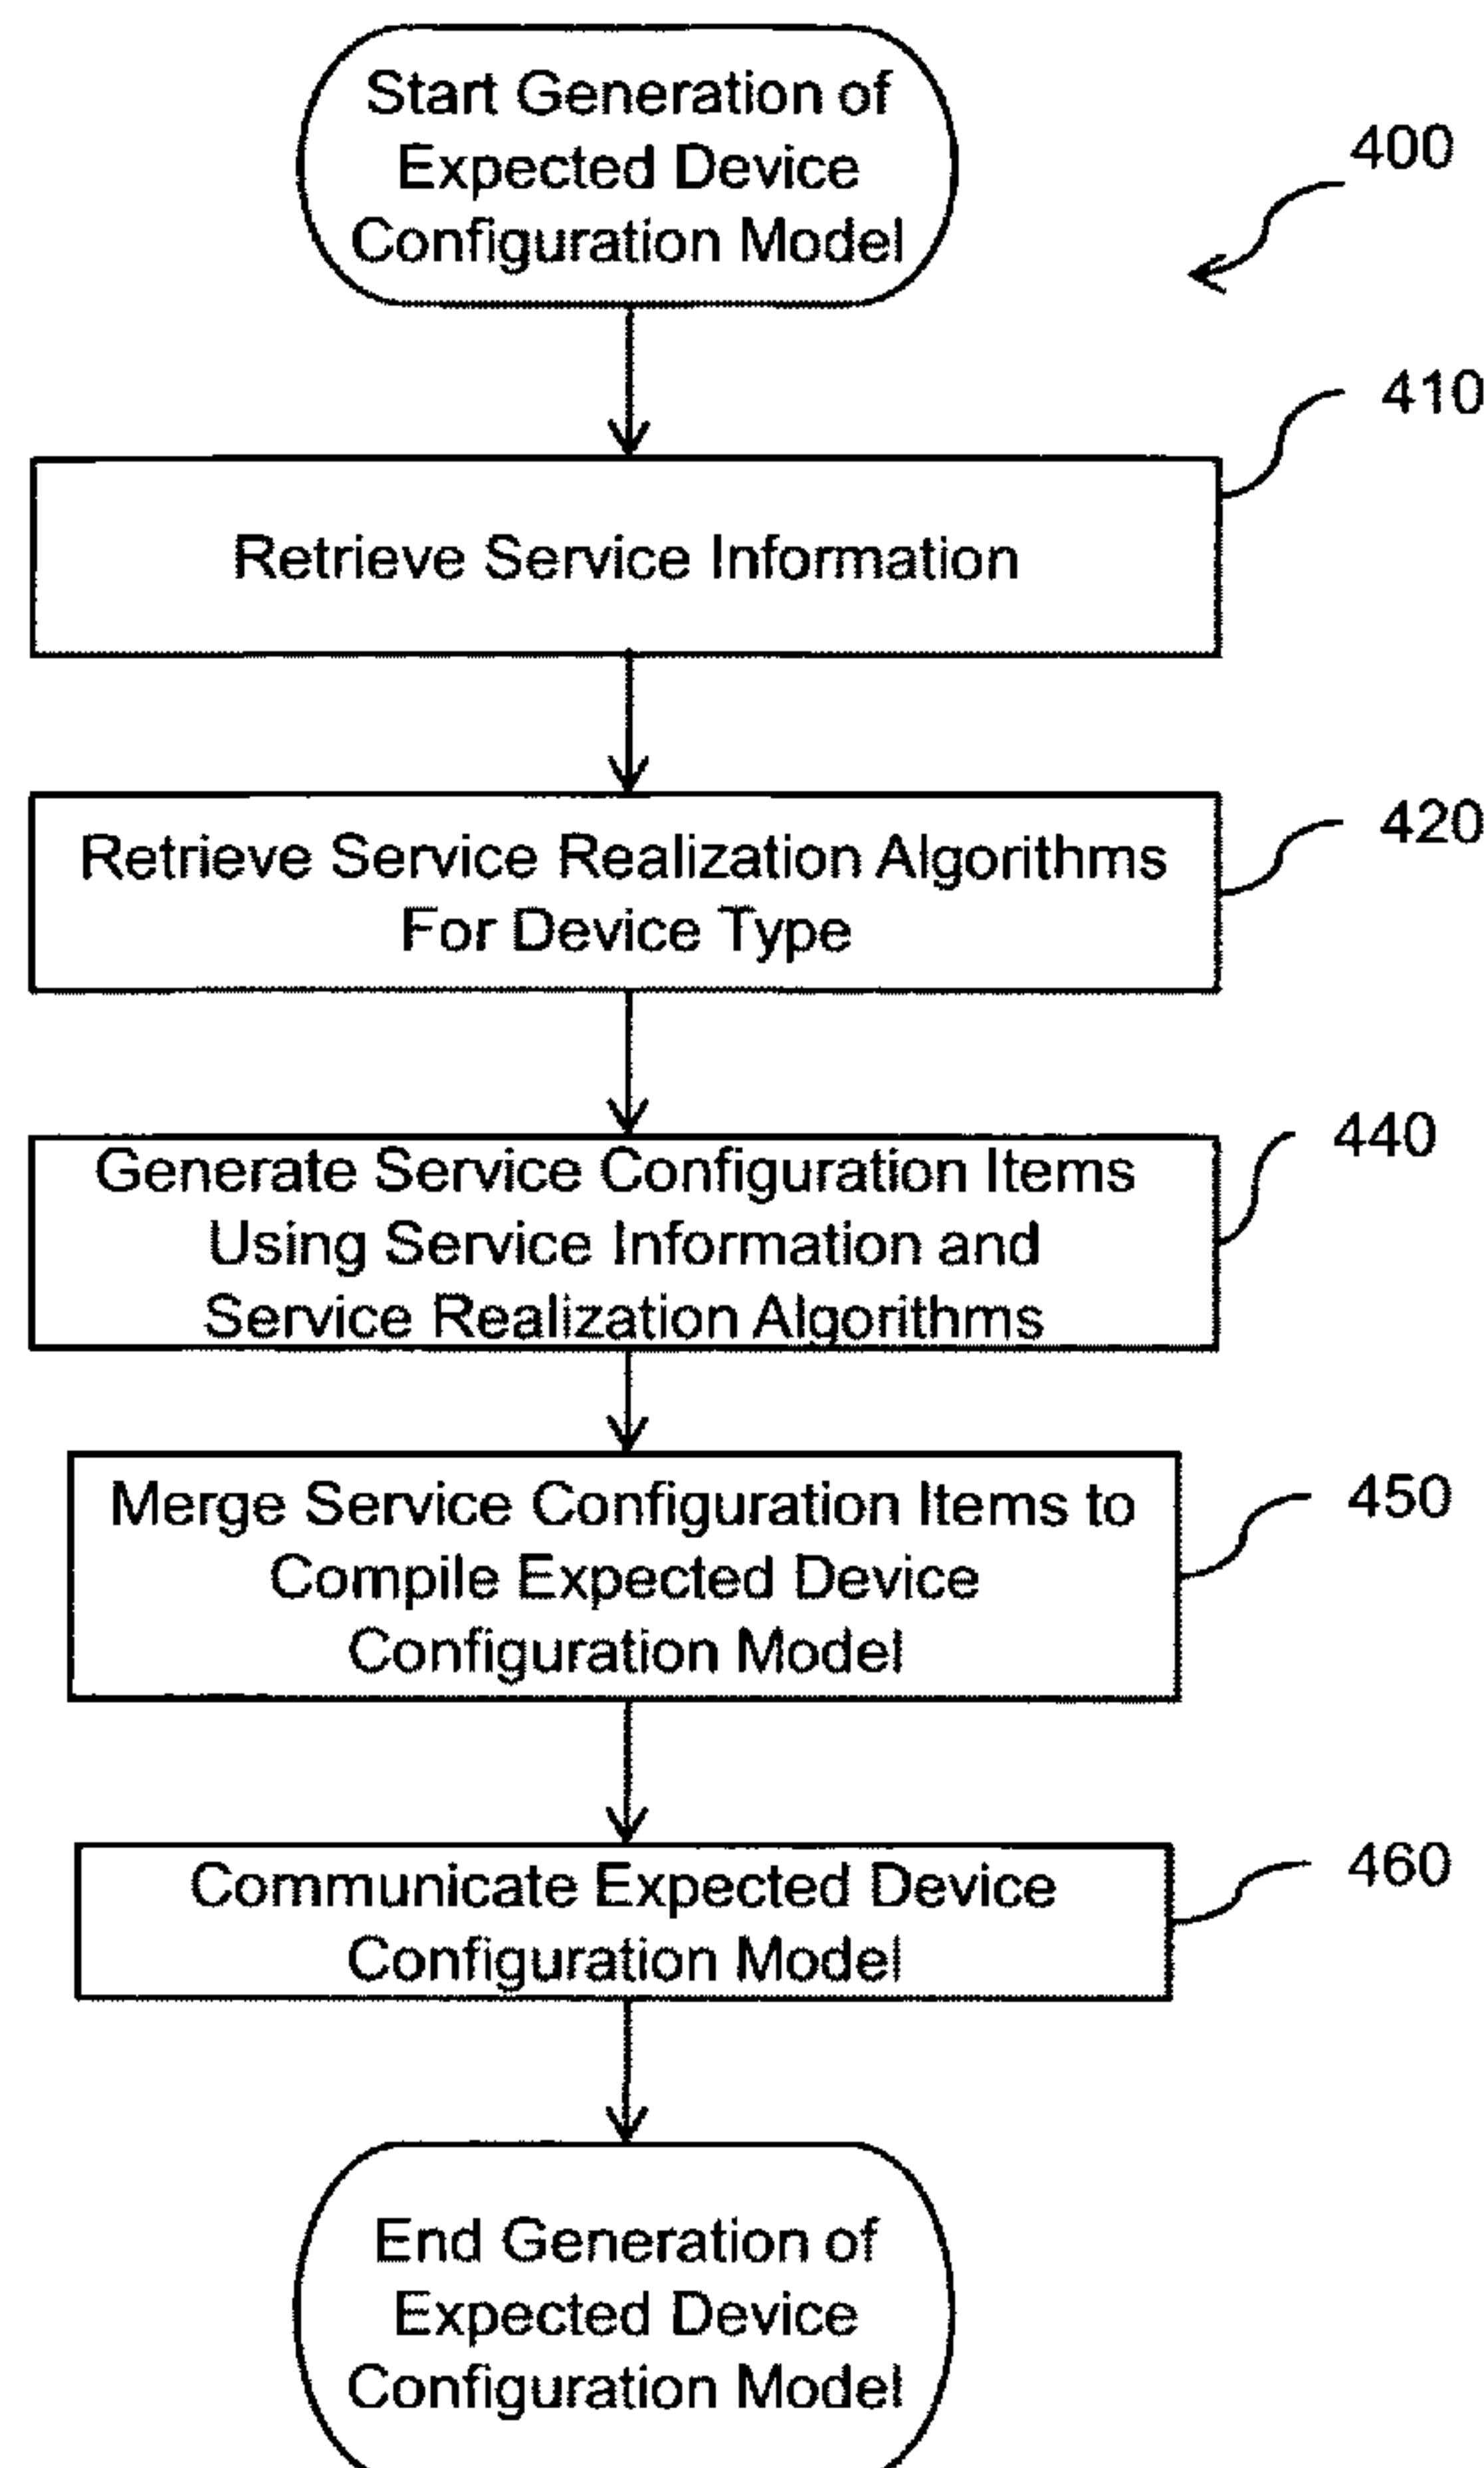 Start Generation of
Expected Device
Configuration Model
400
410
Retrieve Service Information
420
Retrieve Service Realization Algorithms
For Device Type
440
Generate Service Configuration Items
Using Service Information and
Service Realization Algorithms
450
Merge Service Configuration Items to
Compile Expected Device
Configuration Model
460
Communicate Expected Device
Configuration Model
End Generation of
Expected Device
Configuration Model